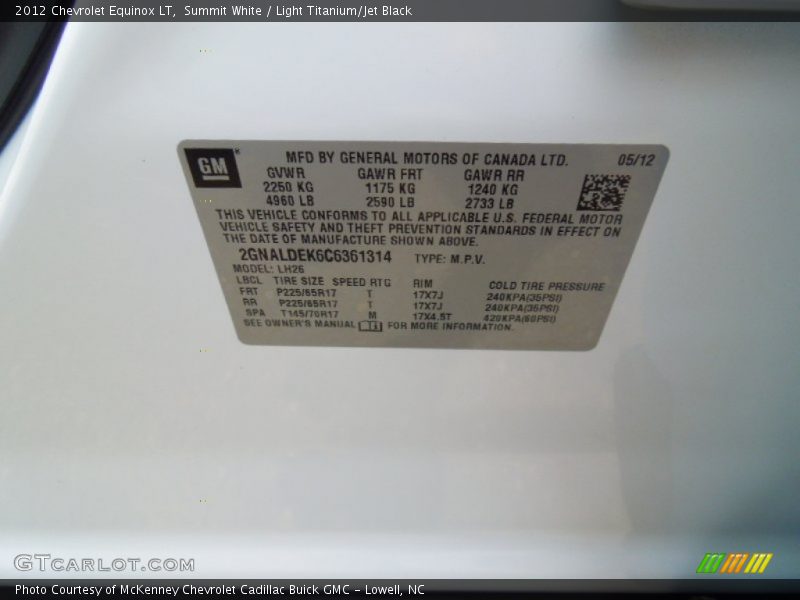 2012 Chevrolet Equinox LT, Summit White / Light Titanium/Jet Black
GM
MFD BY GENERAL MOTORS OF CANADA LTD. 05/12
GVWR GAWR FRT GAWR RR
2250 KG 1175 KG 1240 KG
4960 LB 2590 LB 2733 LB
THIS VEHICLE CONFORMS TO ALL APPLICABLE U.S. FEDERAL MOTOR
VEHICLE SAFETY AND THEFT PREVENTION STANDARDS IN EFFECT ON
THE DATE OF MANUFACTURE SHOWN ABOVE.
2GNALDEK6C6361314 TYPE: M.P.V.
MODEL: LH26
LBCL TIRE SIZE SPEED RTG RIM COLD TIRE PRESSURE
FRT P225/65R17 T 17X7J 240KPA(35PSI)
RR P225/65R17 T 17X7J 240KPA(35PSI)
SPA T145/70R17 M 17X4.5T 420KPA(60PSI)
SEE OWNER'S MANUAL FOR MORE INFORMATION.
GTCARLOT.COM
Photo Courtesy of McKenney Chevrolet Cadillac Buick GMC - Lowell, NC